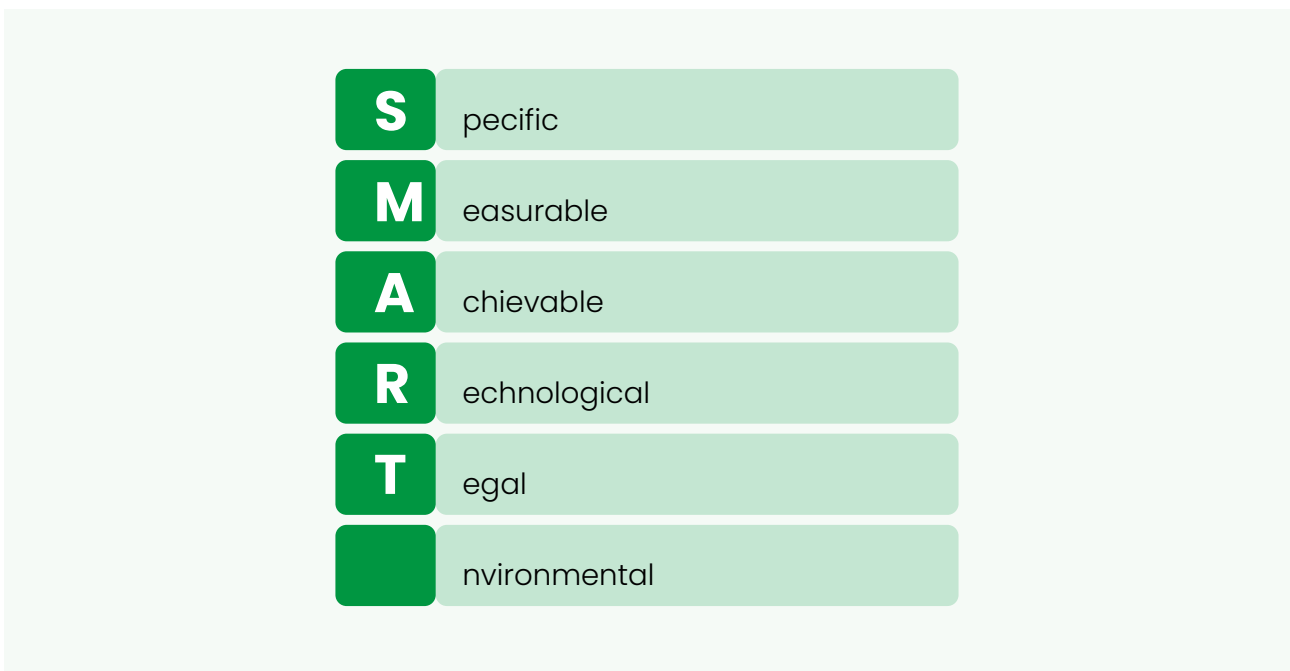 S pecific
M easurable
A chievable
R echnological
T egal
nvironmental